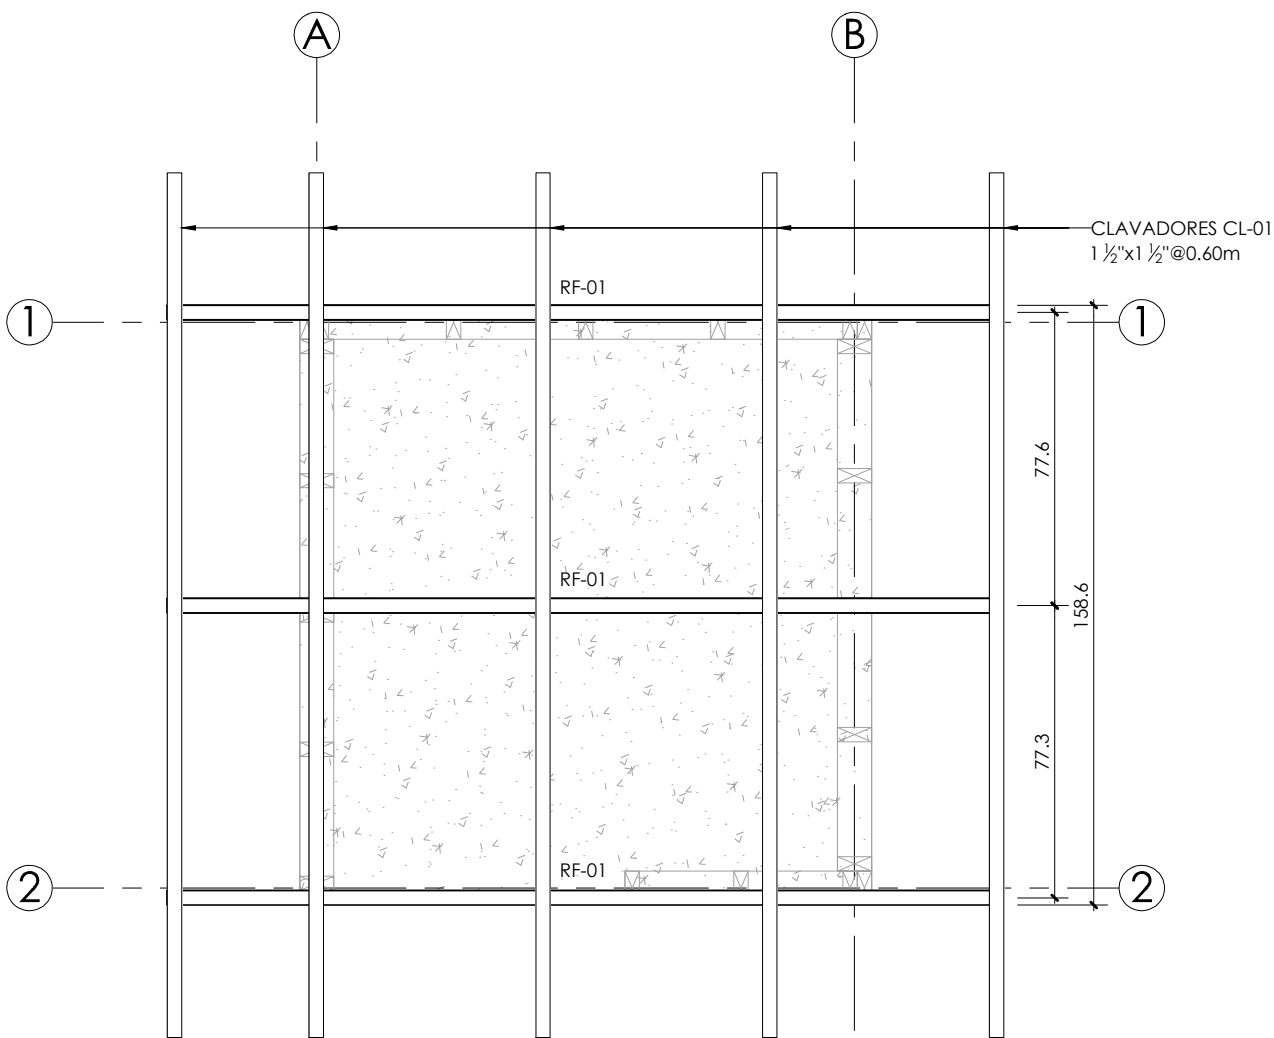 A
B
CLAVADORES CL-01
1 ½"x1 ½"@0.60m
RF-01
1
1
77.6
RF-01
158.6
77.3
RF-01
2
2